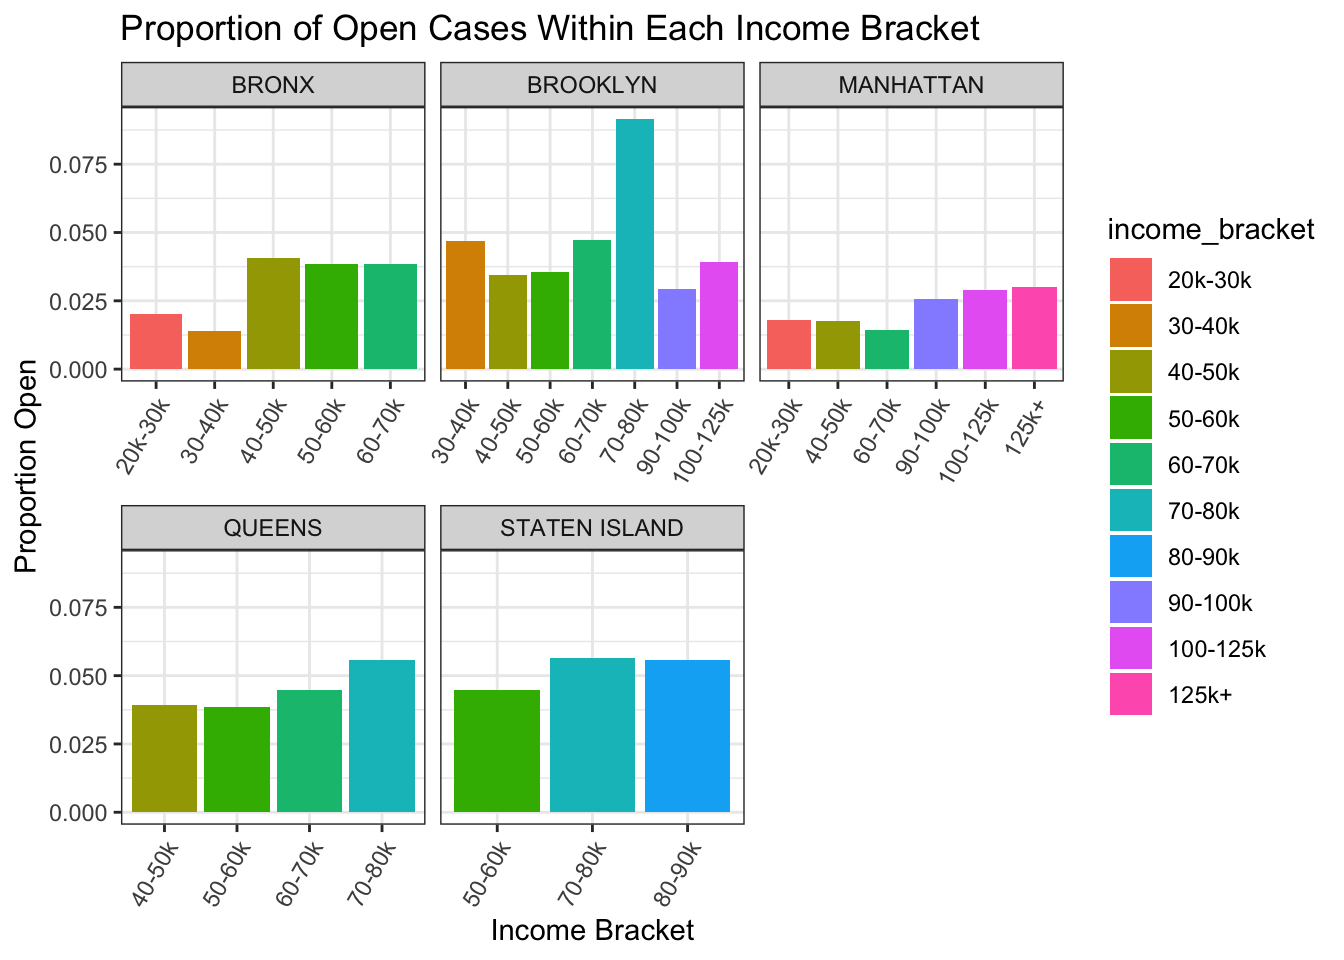 Proportion of Open Cases Within Each Income Bracket
BRONX
BROOKLYN
MANHATTAN
0.075
0.050
0.025
0.000
20k-30k
30-40k
40-50k
50-60k
60-70k
30-40k
40-50k
50-60k
60-70k
70-80k
90-100k
100-125k
20k-30k
40-50k
60-70k
90-100k
100-125k
125k+
Proportion Open
QUEENS
STATEN ISLAND
0.075
0.050
0.025
0.000
40-50k
50-60k
60-70k
70-80k
50-60k
70-80k
80-90k
Income Bracket
income_bracket
20k-30k
30-40k
40-50k
50-60k
60-70k
70-80k
80-90k
90-100k
100-125k
125k+